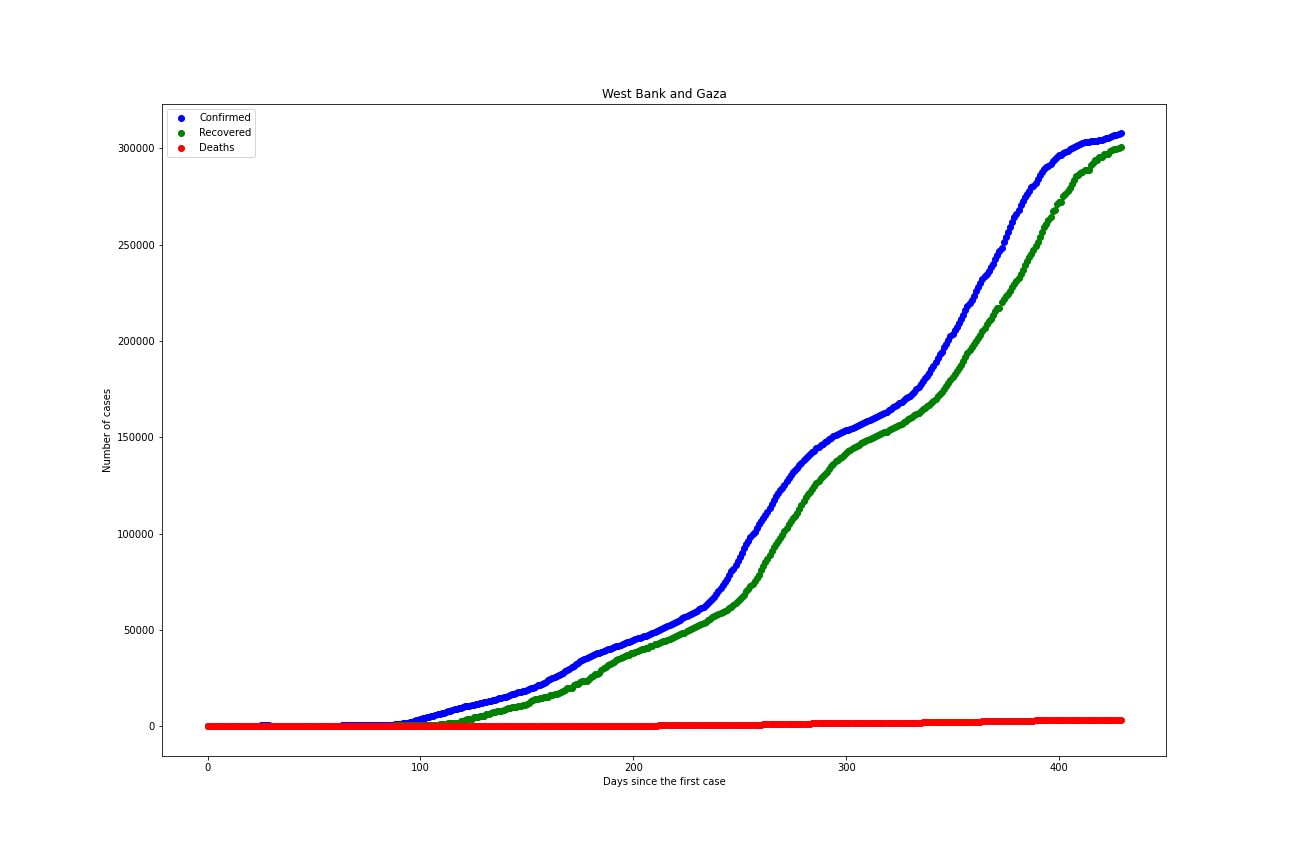 West Bank and Gaza
Confirmed
Recovered
Deaths
Number of cases
300000
250000
200000
150000
100000
50000
0
0 100 200 300 400
Days since the first case